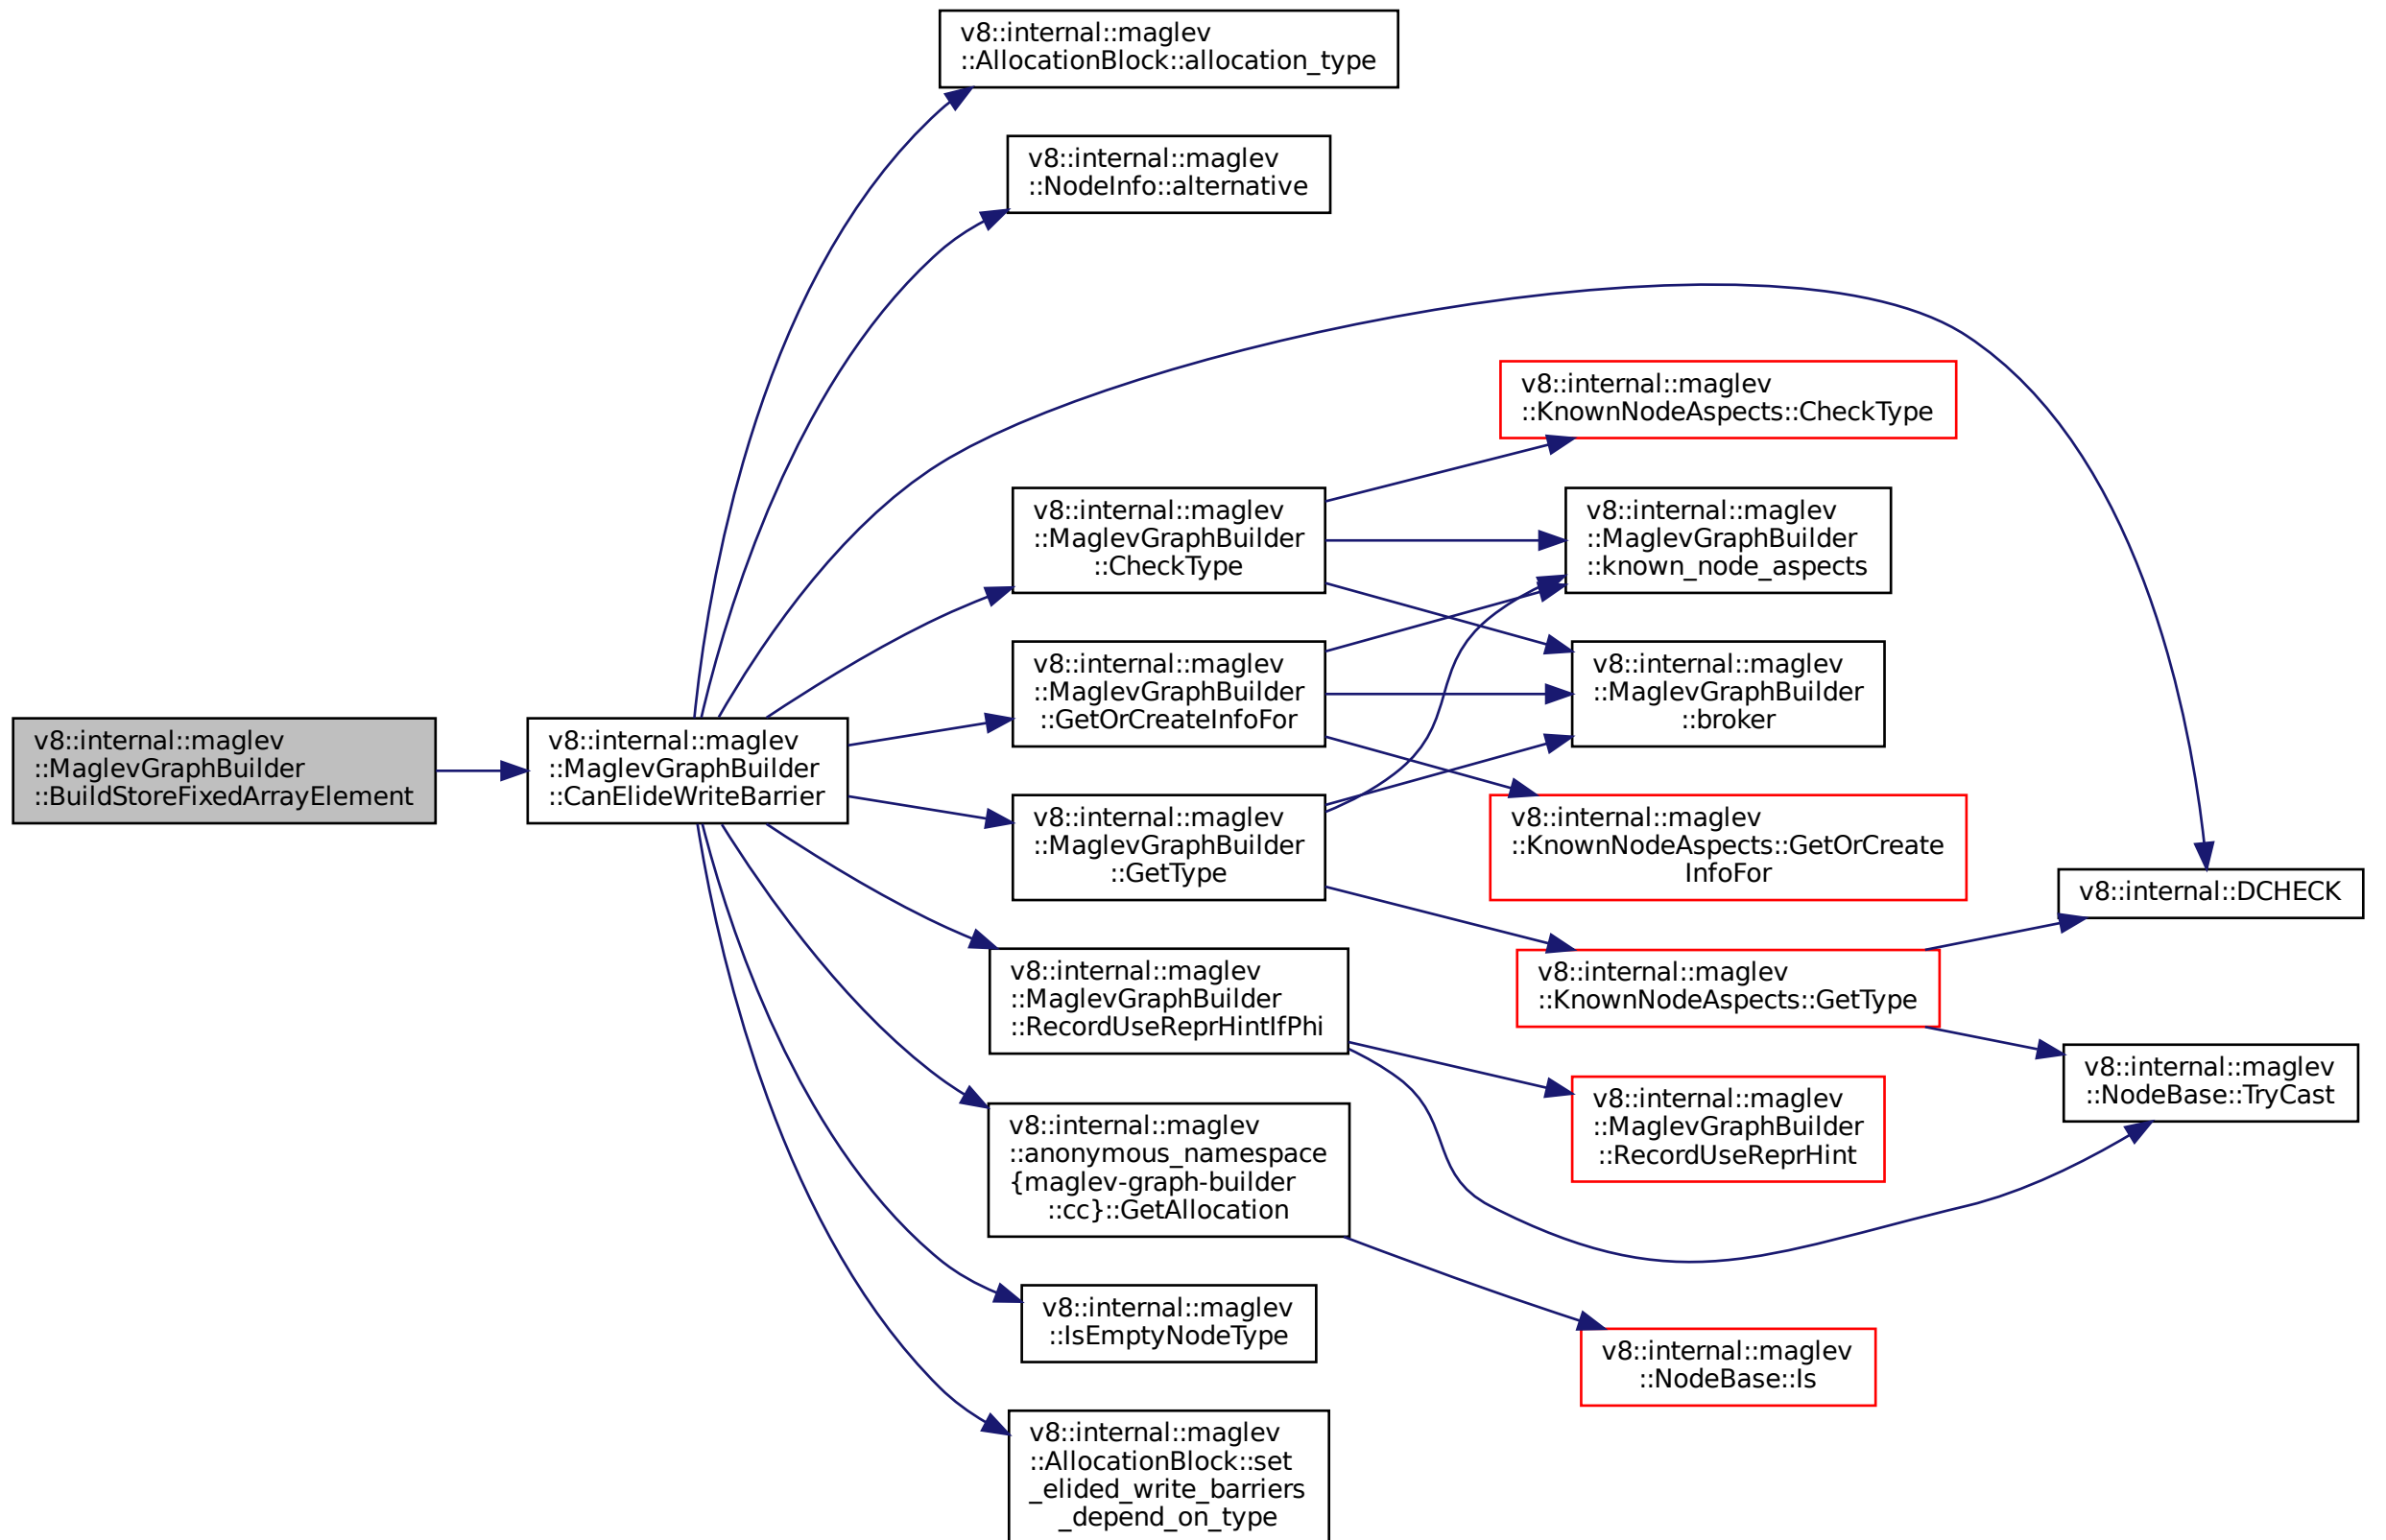 v8::internal::maglev
::AllocationBlock::allocation_type
v8::internal::maglev
::NodeInfo::alternative
v8::internal::maglev
::KnownNodeAspects::CheckType
v8::internal::maglev
::MaglevGraphBuilder
::CheckType
v8::internal::maglev
::MaglevGraphBuilder
::known_node_aspects
v8::internal::maglev
::MaglevGraphBuilder
::GetOrCreateInfoFor
v8::internal::maglev
::MaglevGraphBuilder
::broker
v8::internal::maglev
::MaglevGraphBuilder
::BuildStoreFixedArrayElement
v8::internal::maglev
::MaglevGraphBuilder
::CanElideWriteBarrier
v8::internal::maglev
::MaglevGraphBuilder
::GetType
v8::internal::maglev
::KnownNodeAspects::GetOrCreate
InfoFor
v8::internal::DCHECK
v8::internal::maglev
::MaglevGraphBuilder
::RecordUseReprHintIfPhi
v8::internal::maglev
::KnownNodeAspects::GetType
v8::internal::maglev
::NodeBase::TryCast
v8::internal::maglev
::MaglevGraphBuilder
::RecordUseReprHint
v8::internal::maglev
::anonymous_namespace
{maglev-graph-builder
::cc}::GetAllocation
v8::internal::maglev
::IsEmptyNodeType
v8::internal::maglev
::NodeBase::Is
v8::internal::maglev
::AllocationBlock::set
_elided_write_barriers
_depend_on_type